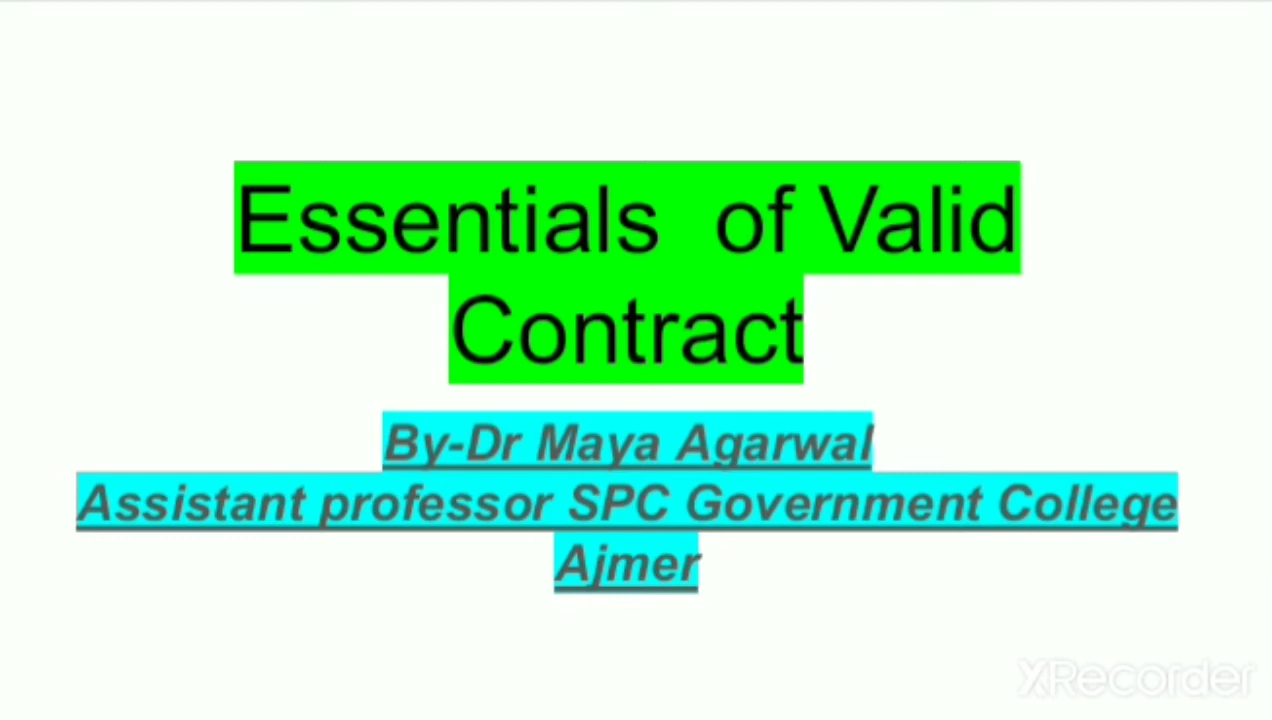 Essentials of Valid
Contract
By-Dr Maya Agarwal
Assistant professor SPC Government College
Ajmer
XRecorder